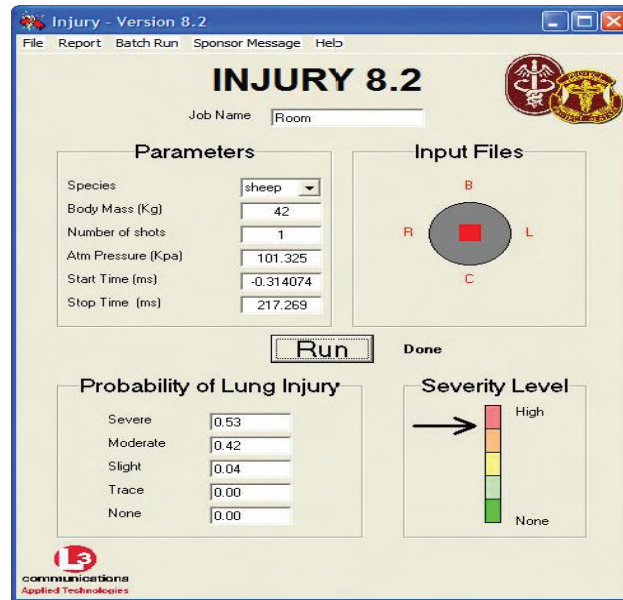 Injury - Version 8.2
File Report Batch Run Sponsor Message Help
INJURY 8.2
Job Name Room
Parameters
Species sheep
Body Mass (Kg) 42
Number of shots 1
Atm Pressure (Kpa) 101.325
Start Time (ms) -0.314074
Stop Time (ms) 217.269
Input Files
B
R L
C
Run Done
Probability of Lung Injury
Severe 0.53
Moderate 0.42
Slight 0.04
Trace 0.00
None 0.00
Severity Level
High
None
L3
communications
Applied Technologies